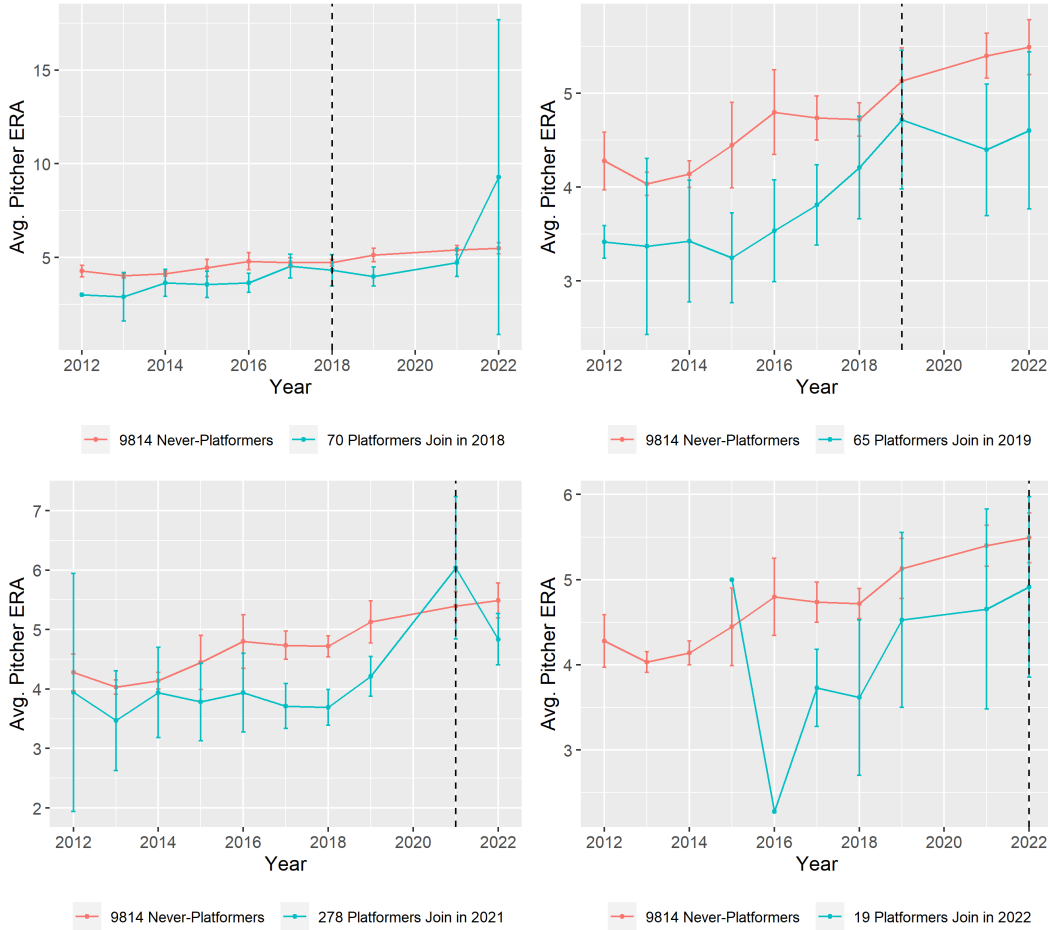 Avg. Pitcher ERA
15
10
5
2012 2014 2016 2018 2020 2022
Year
9814 Never-Platformers 70 Platformers Join in 2018
Avg. Pitcher ERA
5
4
3
2012 2014 2016 2018 2020 2022
Year
9814 Never-Platformers 65 Platformers Join in 2019
Avg. Pitcher ERA
7
6
5
4
3
2
2012 2014 2016 2018 2020 2022
Year
9814 Never-Platformers 278 Platformers Join in 2021
Avg. Pitcher ERA
6
5
4
3
2012 2014 2016 2018 2020 2022
Year
9814 Never-Platformers 19 Platformers Join in 2022